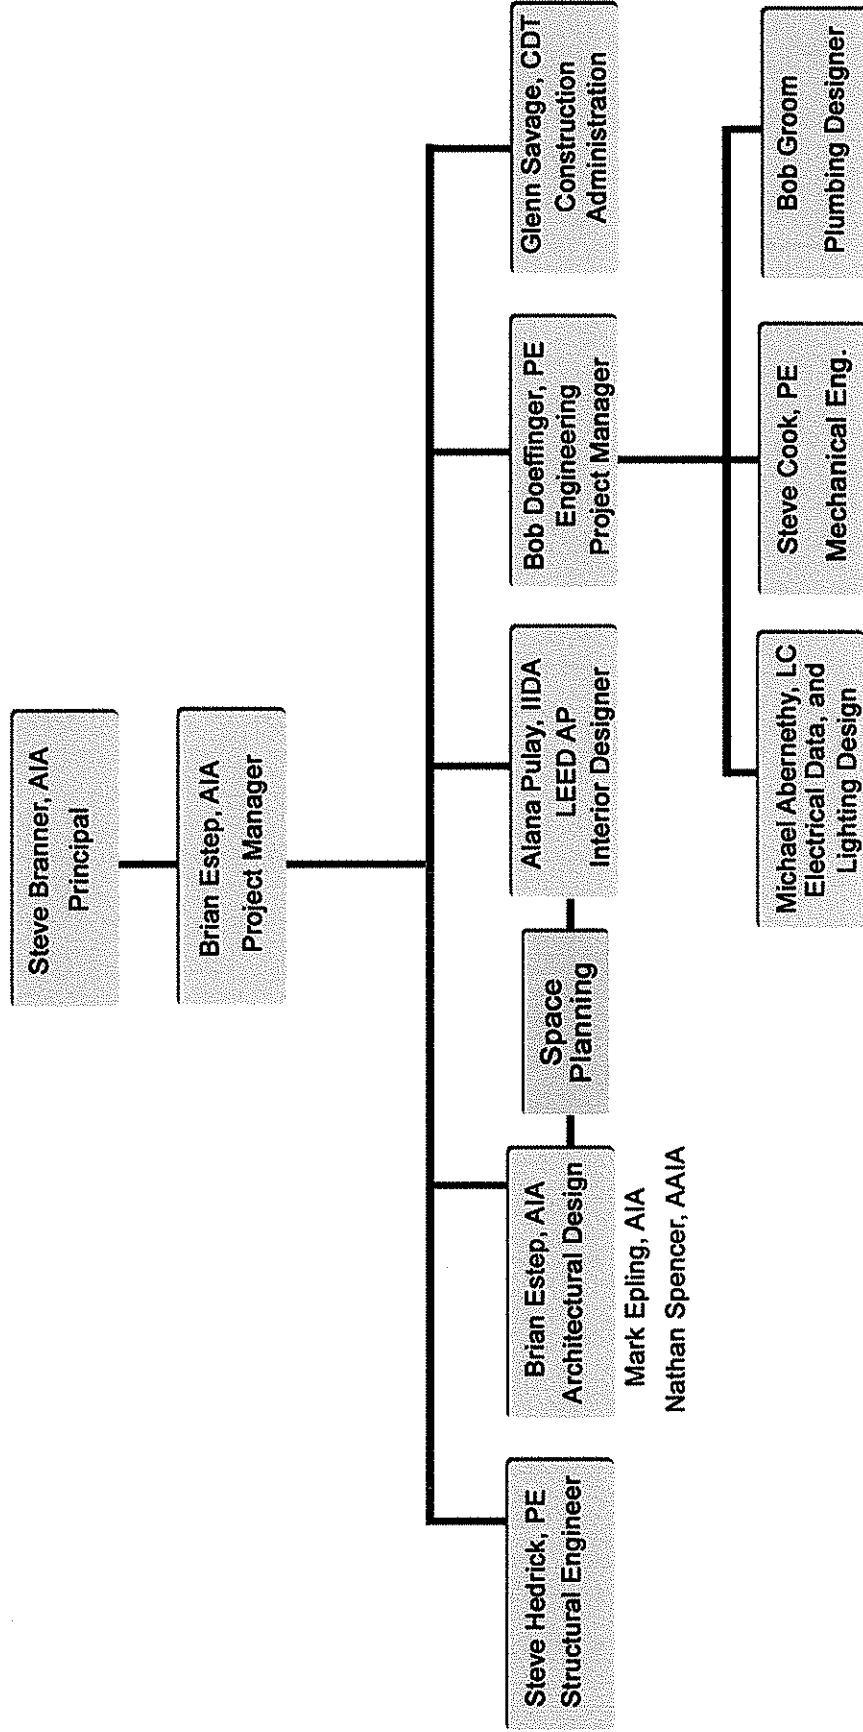 Steve Branner, AIA
Principal
Brian Estep, AIA
Project Manager
Steve Hedrick, PE
Structural Engineer
Brian Estep, AIA
Architectural Design
Mark Epling, AIA
Nathan Spencer, AAIA
Space
Planning
Alana Pulay, IIDA
LEED AP
Interior Designer
Bob Doeffinger, PE
Engineering
Project Manager
Glenn Savage, CDT
Construction
Administration
Michael Abernethy, LC
Electrical Data, and
Lighting Design
Steve Cook, PE
Mechanical Eng.
Bob Groom
Plumbing Designer